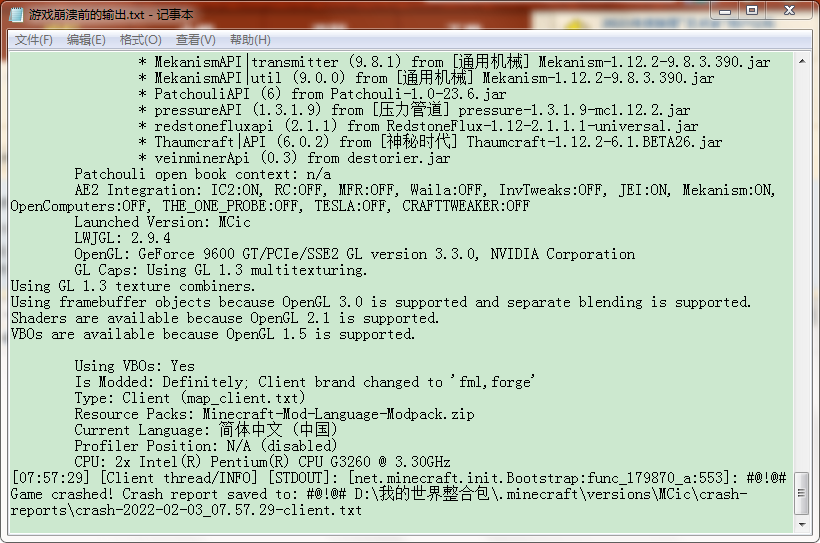 游戏崩溃前的输出.txt - 记事本
文件(F) 编辑(E) 格式(O) 查看(V) 帮助(H)
* MekanismAPI|transmitter (9.8.1) from [通用机械] Mekanism-1.12.2-9.8.3.390.jar
* MekanismAPI|util (9.0.0) from [通用机械] Mekanism-1.12.2-9.8.3.390.jar
* PatchouliAPI (6) from Patchouli-1.0-23.6.jar
* pressureAPI (1.3.1.9) from [压力管道] pressure-1.3.1.9-mc1.12.2.jar
* redstonefluxapi (2.1.1) from RedstoneFlux-1.12-2.1.1.1-universal.jar
* Thaumcraft|API (6.0.2) from [神秘时代] Thaumcraft-1.12.2-6.1.BETA26.jar
* veinminerApi (0.3) from destorier.jar
Patchouli open book context: n/a
AE2 Integration: IC2:ON, RC:OFF, MFR:OFF, Waila:OFF, InvTweaks:OFF, JEI:ON, Mekanism:ON,
OpenComputers:OFF, THE_ONE_PROBE:OFF, TESLA:OFF, CRAFTTWEAKER:OFF
Launched Version: MCic
LWJGL: 2.9.4
OpenGL: GeForce 9600 GT/PCIe/SSE2 GL version 3.3.0, NVIDIA Corporation
GL Caps: Using GL 1.3 multitexturing.
Using GL 1.3 texture combiners.
Using framebuffer objects because OpenGL 3.0 is supported and separate blending is supported.
Shaders are available because OpenGL 2.1 is supported.
VBOs are available because OpenGL 1.5 is supported.
Using VBOs: Yes
Is Modded: Definitely; Client brand changed to 'fml,forge'
Type: Client (map_client.txt)
Resource Packs: Minecraft-Mod-Language-Modpack.zip
Current Language: 简体中文 (中国)
Profiler Position: N/A (disabled)
CPU: 2x Intel(R) Pentium(R) CPU G3260 @ 3.30GHz
[07:57:29] [Client thread/INFO] [STDOUT]: [net.minecraft.init.Bootstrap:func_179870_a:553]: #@!@#
Game crashed! Crash report saved to: #@!@# D:\我的世界整合包\.minecraft\versions\MCic\crash-
reports\crash-2022-02-03_07.57.29-client.txt